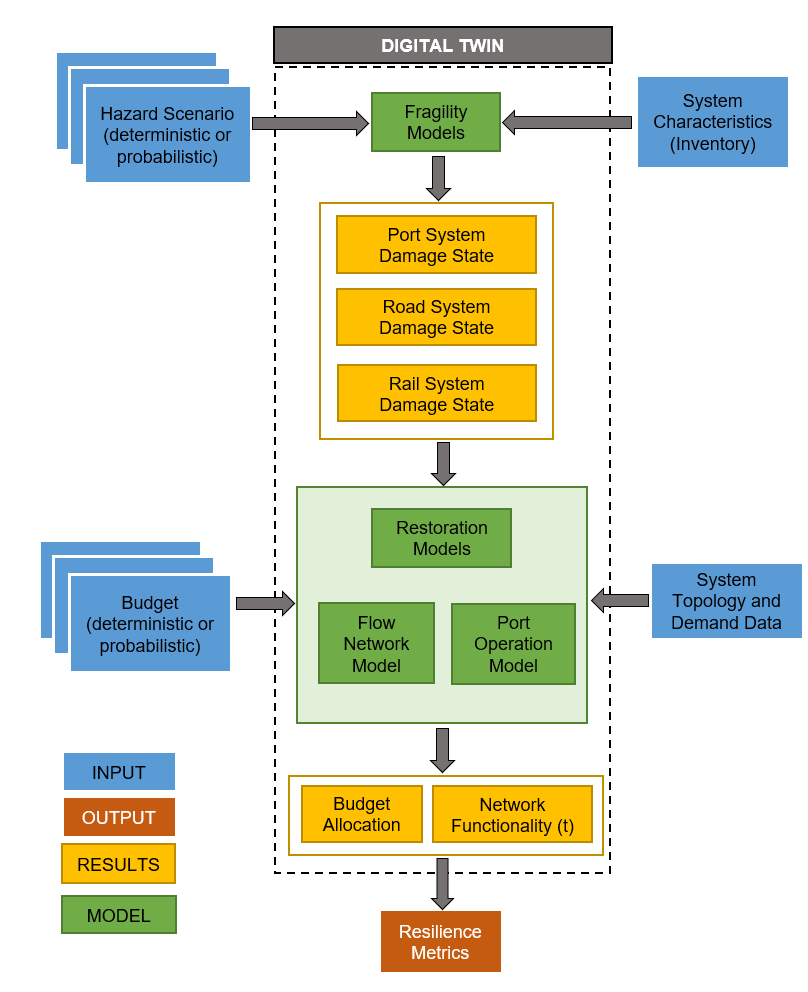 DIGITAL TWIN
Hazard Scenario
(deterministic or
probabilistic)
Fragility
Models
System
Characteristics
(Inventory)
Port System
Damage State
Road System
Damage State
Rail System
Damage State
Restoration
Models
Budget
(deterministic or
probabilistic)
Flow
Network
Model
Port
Operation
Model
System
Topology and
Demand Data
Budget
Allocation
Network
Functionality (t)
INPUT
OUTPUT
RESULTS
MODEL
Resilience
Metrics